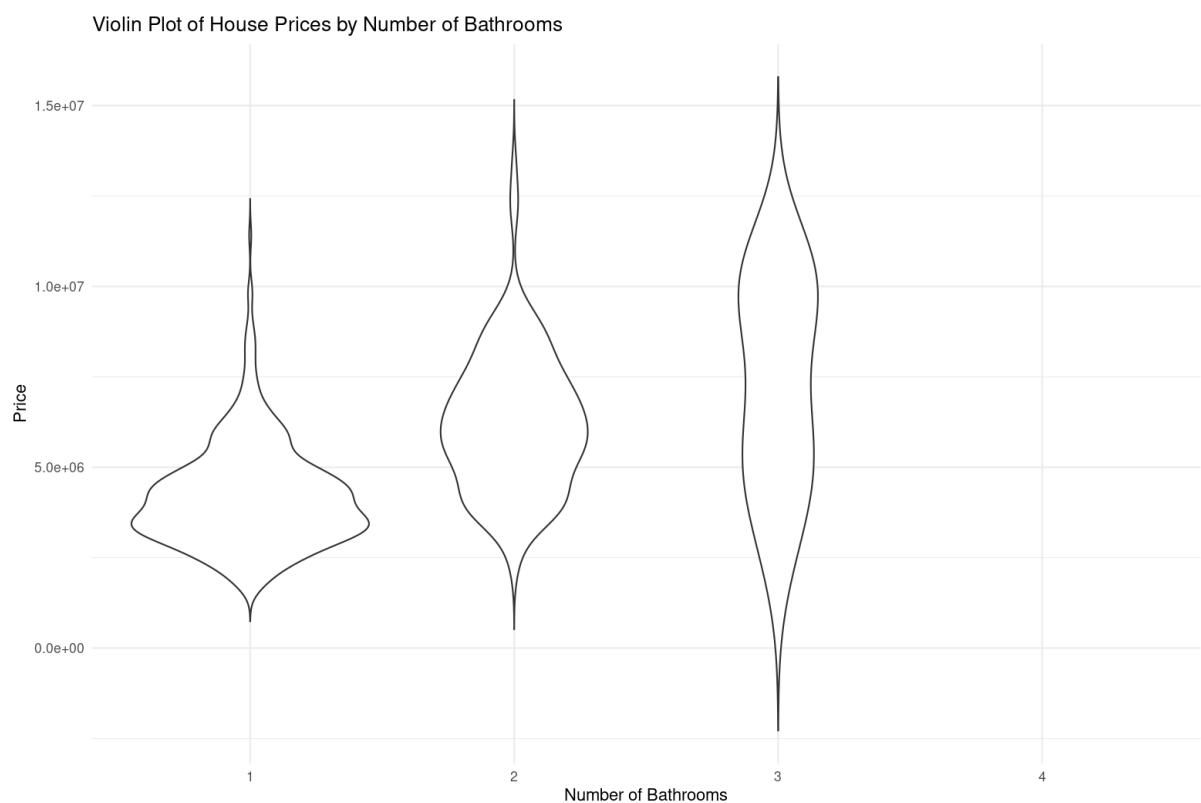 Violin Plot of House Prices by Number of Bathrooms
1.5e+07
1.0e+07
5.0e+06
0.0e+00
Price
1
2
3
4
Number of Bathrooms